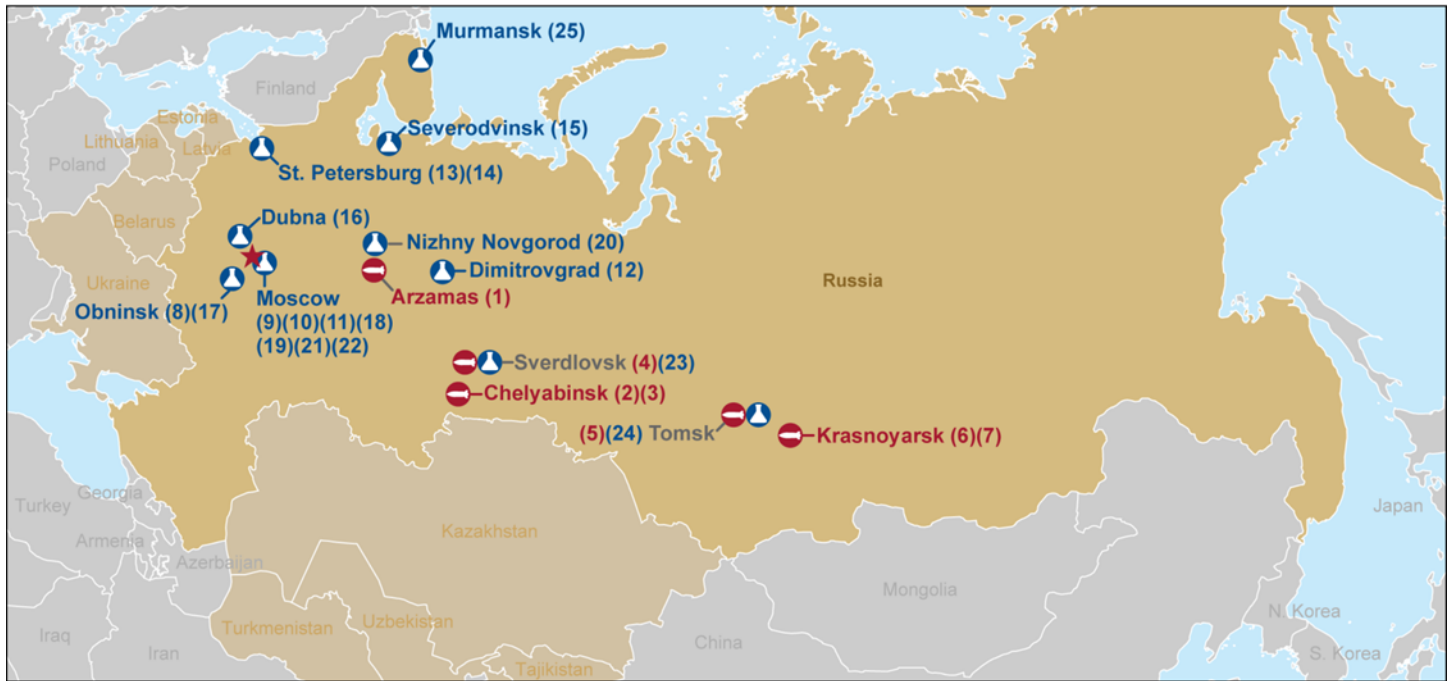 Murmansk (25)
Finland
Severodvinsk (15)
Estonia
Lithuania
Latvia
Poland
St. Petersburg (13)(14)
Dubna (16)
Belarus
Nizhny Novgorod (20)
Dimitrovgrad (12)
Ukraine
Russia
Arzamas (1)
Obninsk (8)(17)
Moscow
(9)(10)(11)(18)
(19)(21)(22)
Sverdlovsk (4)(23)
Chelyabinsk (2)(3)
(5)(24) Tomsk
Krasnoyarsk (6)(7)
Georgia
Turkey
Japan
Armenia
Kazakhstan
Azerbaijan
Mongolia
N. Korea
Uzbekistan
Turkmenistan
Iraq
Iran
China
S. Korea
Tajikistan